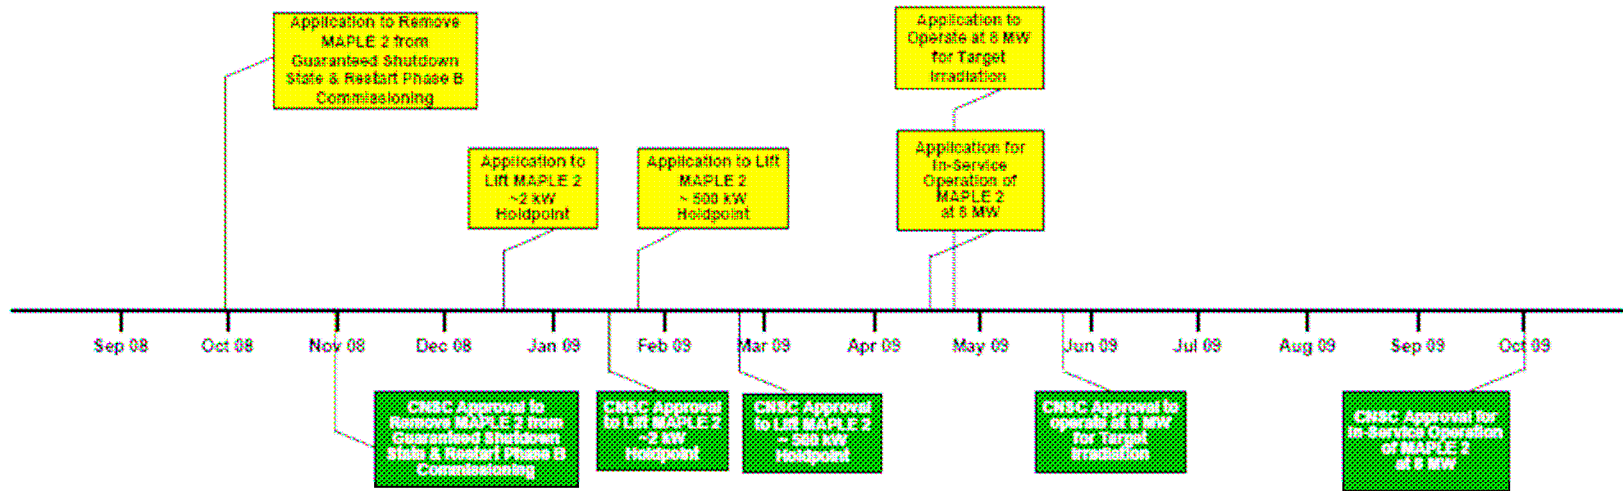 Application to Remove
MAPLE 2 from
Guaranteed Shutdown
State & Restart Phase B
Commissioning
Application to
Operate at 8 MW
for Target
Irradiation
Application to
Lift MAPLE 2
~2 kW
Holdpoint
Application to Lift
MAPLE 2
~ 500 kW
Holdpoint
Application for
In-Service
Operation of
MAPLE 2
at 8 MW
Sep 08
Oct 08
Nov 08
Dec 08
Jan 09
Feb 09
Mar 09
Apr 09
May 09
Jun 09
Jul 09
Aug 09
Sep 09
Oct 09
CNSC Approval to
Remove MAPLE 2 from
Guaranteed Shutdown
State & Restart Phase B
Commissioning
CNSC Approval
to Lift MAPLE 2
~2 kW
Holdpoint
CNSC Approval
to Lift MAPLE 2
~ 500 kW
Holdpoint
CNSC Approval to
operate at 8 MW
for Target
Irradiation
CNSC Approval for
In-Service Operation
of MAPLE 2
at 8 MW